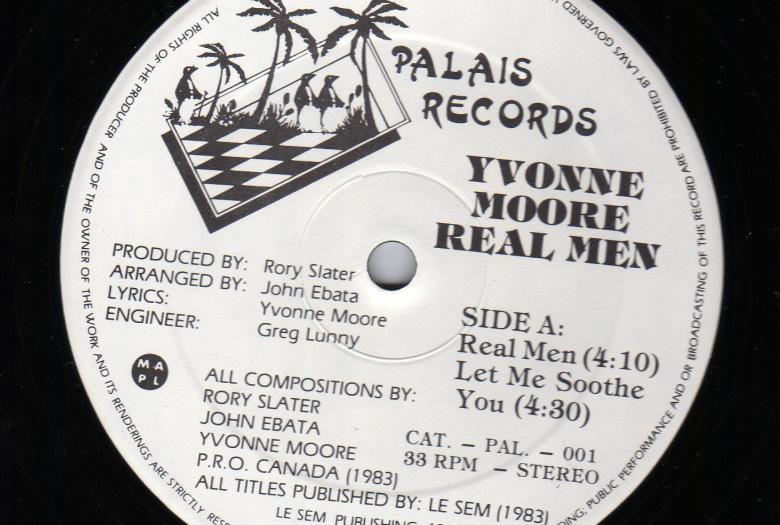 PALAIS
RECORDS
YVONNE
MOORE
REAL MEN
PRODUCED BY: Rory Slater
ARRANGED BY: John Ebata
LYRICS: Yvonne Moore
ENGINEER: Greg Lunny
SIDE A:
Real Men (4:10)
Let Me Soothe
You (4:30)
M A
P L
ALL COMPOSITIONS BY:
RORY SLATER
JOHN EBATA
YVONNE MOORE
P.R.O. CANADA (1983)
ALL TITLES PUBLISHED BY: LE SEM (1983)
CAT. – PAL. – 001
33 RPM – STEREO
LE SEM PUBLISHING
ALL RIGHTS OF THE PRODUCER AND OF THE OWNER OF THE WORK AND ITS RENDERINGS ARE STRICTLY
PUBLIC PERFORMANCE AND OR BROADCASTING OF THIS RECORD ARE PROHIBITED BY LAWS GOVERNED